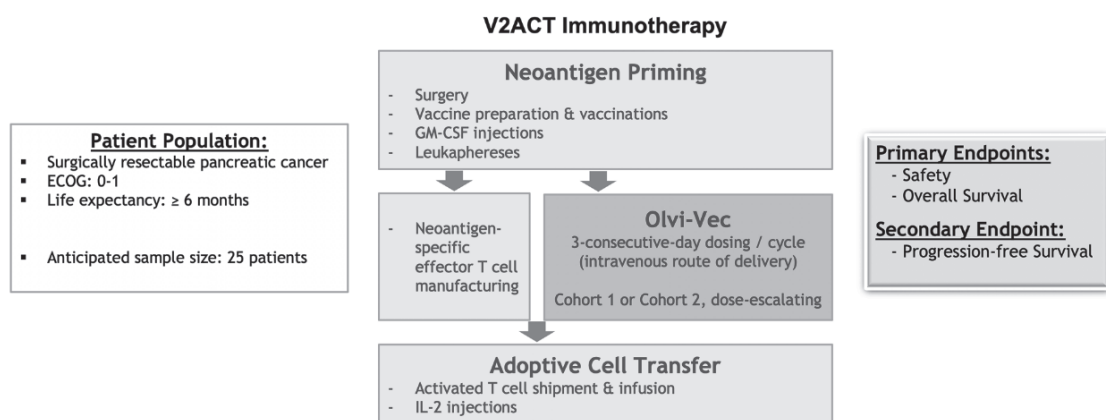 V2ACT Immunotherapy
Neoantigen Priming
- Surgery
- Vaccine preparation & vaccinations
- GM-CSF injections
- Leukaphereses
Patient Population:
▪ Surgically resectable pancreatic cancer
▪ ECOG: 0-1
▪ Life expectancy: ≥ 6 months
▪ Anticipated sample size: 25 patients
- Neoantigen-
specific
effector T cell
manufacturing
Olvi-Vec
3-consecutive-day dosing / cycle
(intravenous route of delivery)
Cohort 1 or Cohort 2, dose-escalating
Primary Endpoints:
- Safety
- Overall Survival
Secondary Endpoint:
- Progression-free Survival
Adoptive Cell Transfer
- Activated T cell shipment & infusion
- IL-2 injections